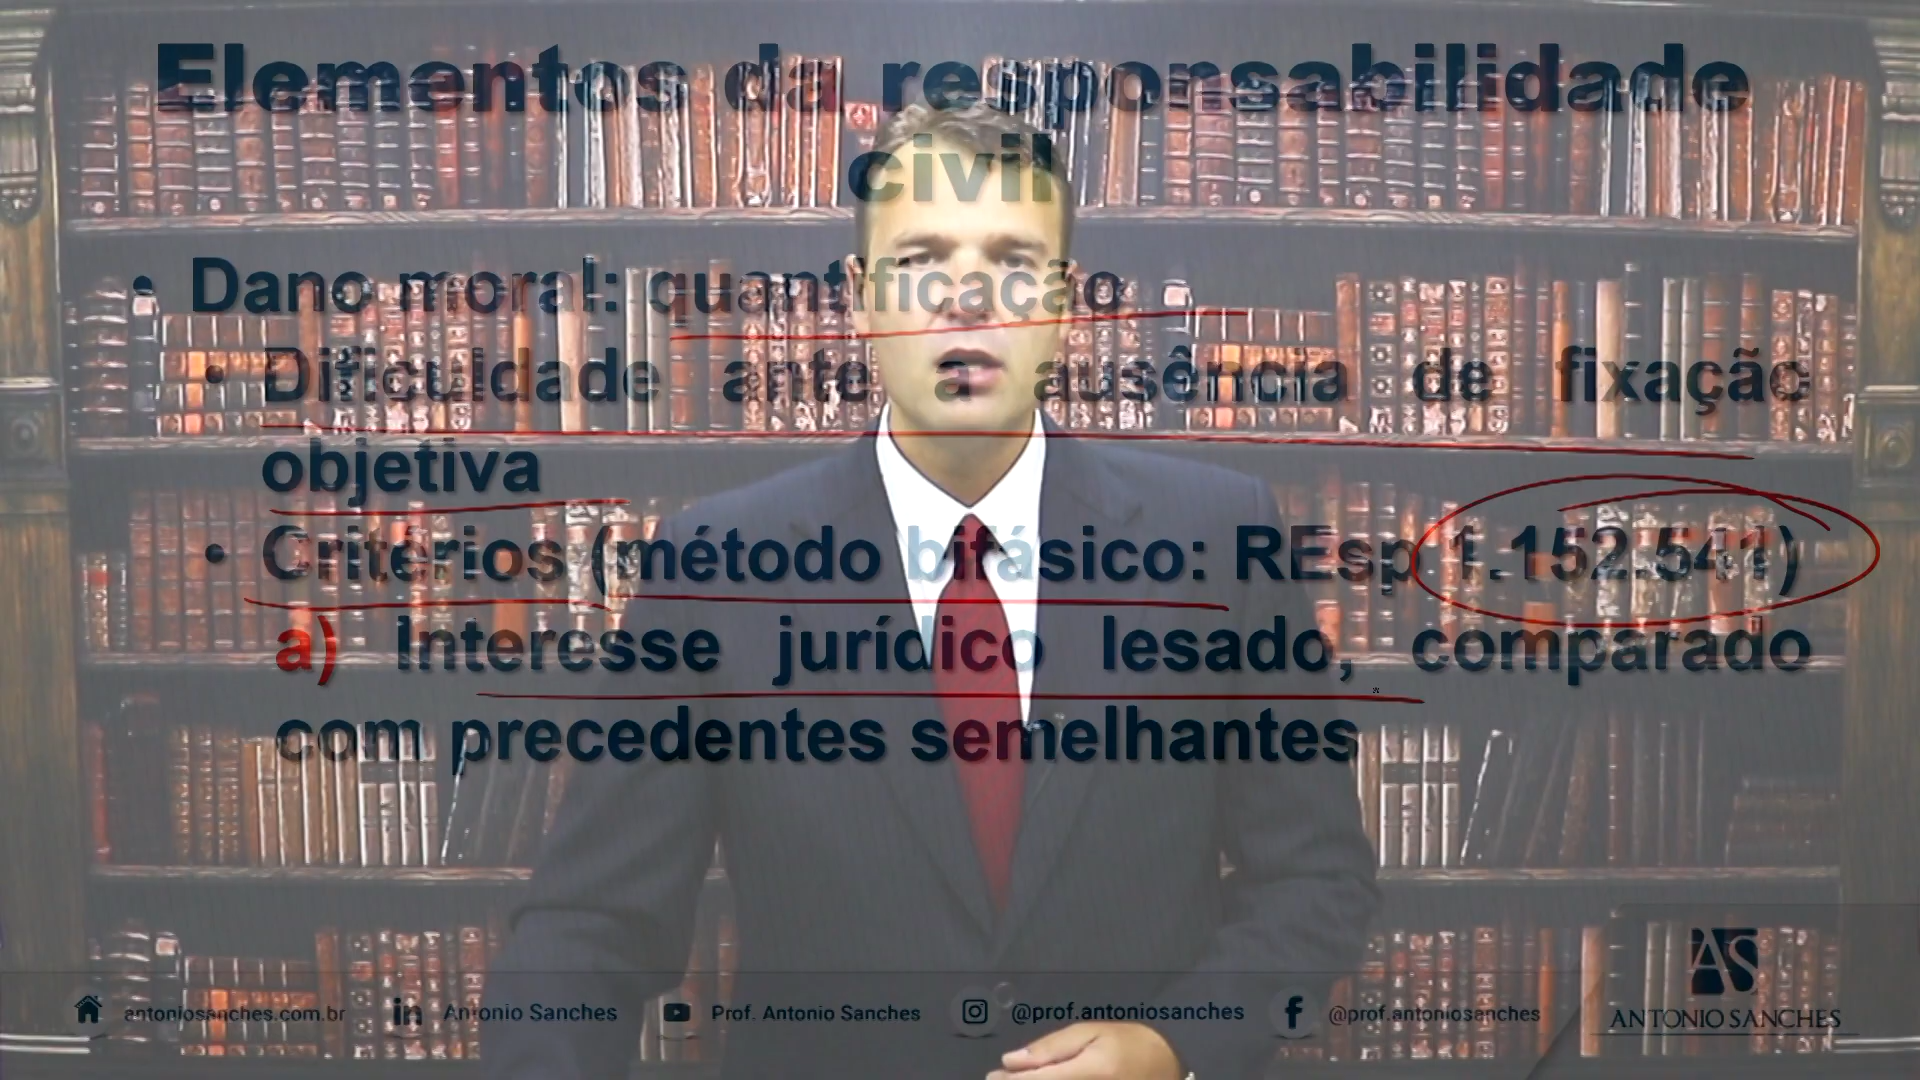 Elementos da responsabilidade
civil
• Dano moral: quantificação
• Dificuldade ante a ausência de fixação
objetiva
• Critérios (método bifásico: REsp 1.152.541)
a) Interesse jurídico lesado, comparado
com precedentes semelhantes
AS
antoniosanches.com.br Antonio Sanches Prof. Antonio Sanches @prof.antoniosanches @prof.antoniosanches ANTONIO SANCHES